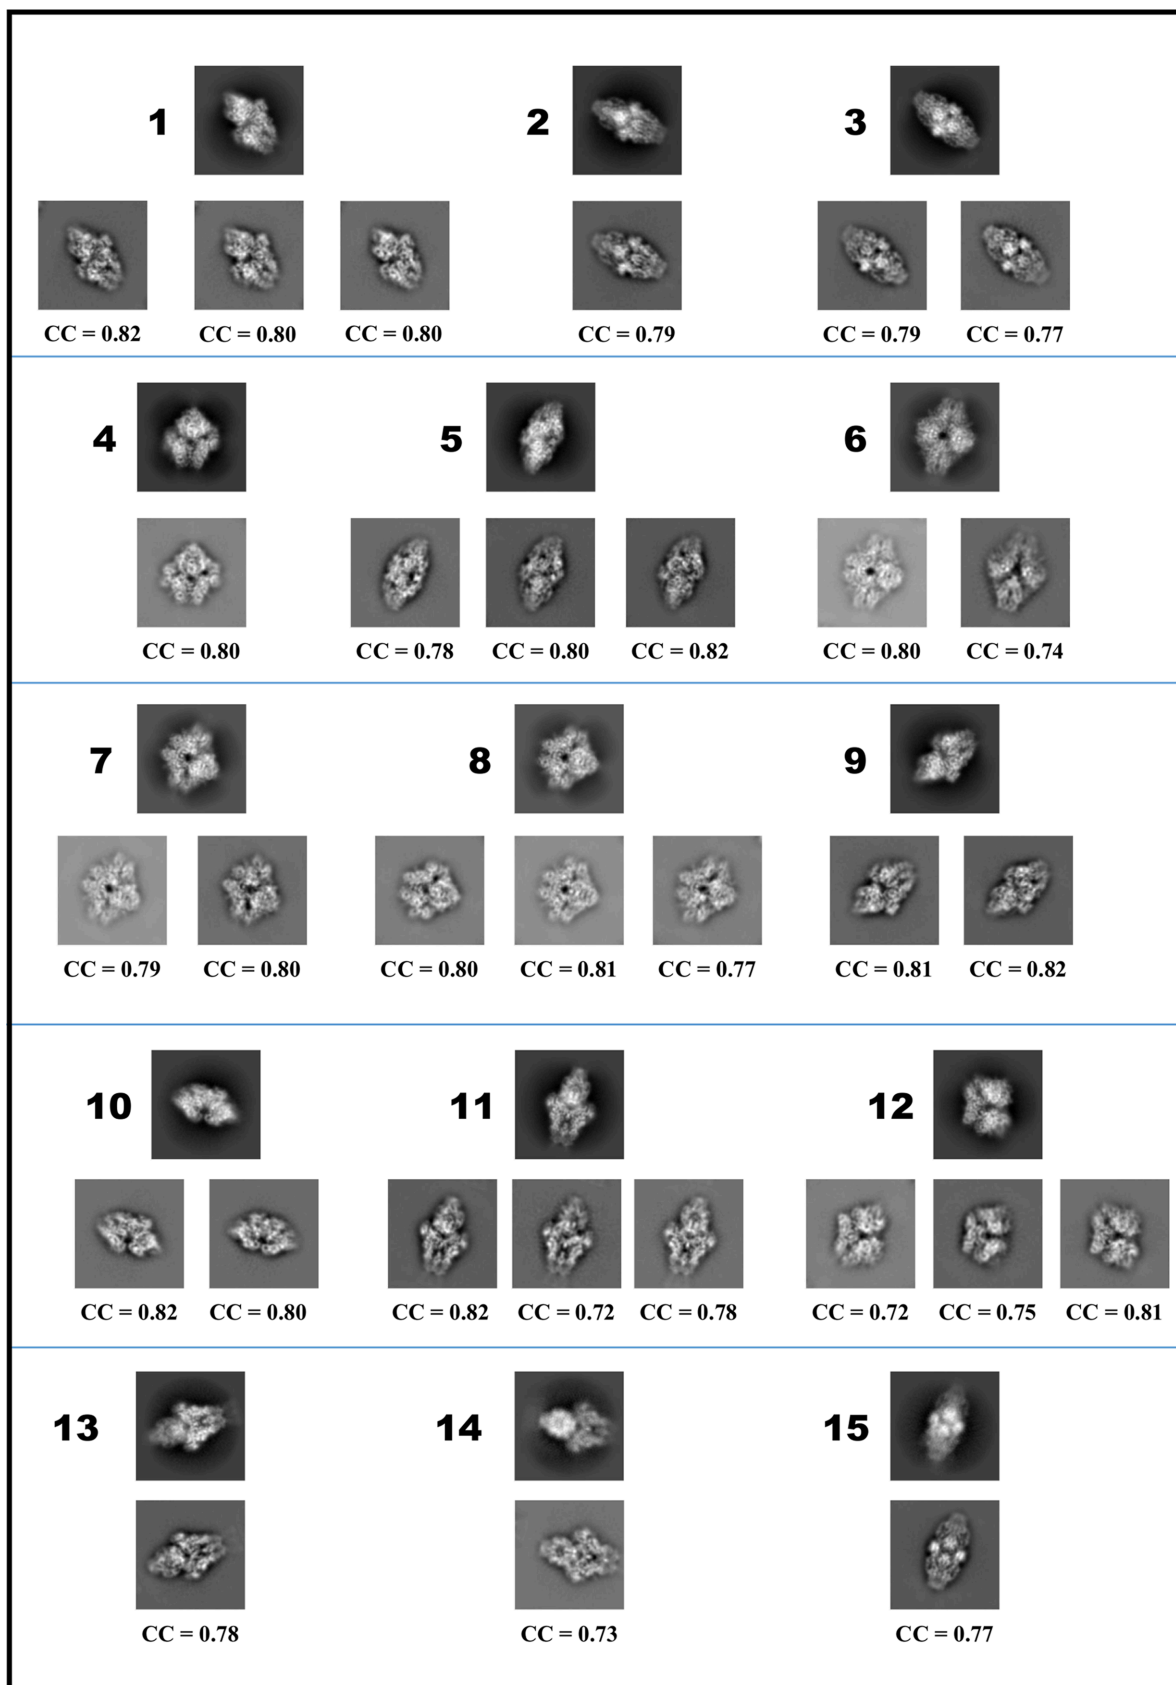 1 2 3
CC = 0.82 CC = 0.80 CC = 0.80 CC = 0.79 CC = 0.79 CC = 0.77
4 5 6
CC = 0.80 CC = 0.78 CC = 0.80 CC = 0.82 CC = 0.80 CC = 0.74
7 8 9
CC = 0.79 CC = 0.80 CC = 0.80 CC = 0.81 CC = 0.77 CC = 0.81 CC = 0.82
10 11 12
CC = 0.82 CC = 0.80 CC = 0.82 CC = 0.72 CC = 0.78 CC = 0.72 CC = 0.75 CC = 0.81
13 14 15
CC = 0.78 CC = 0.73 CC = 0.77